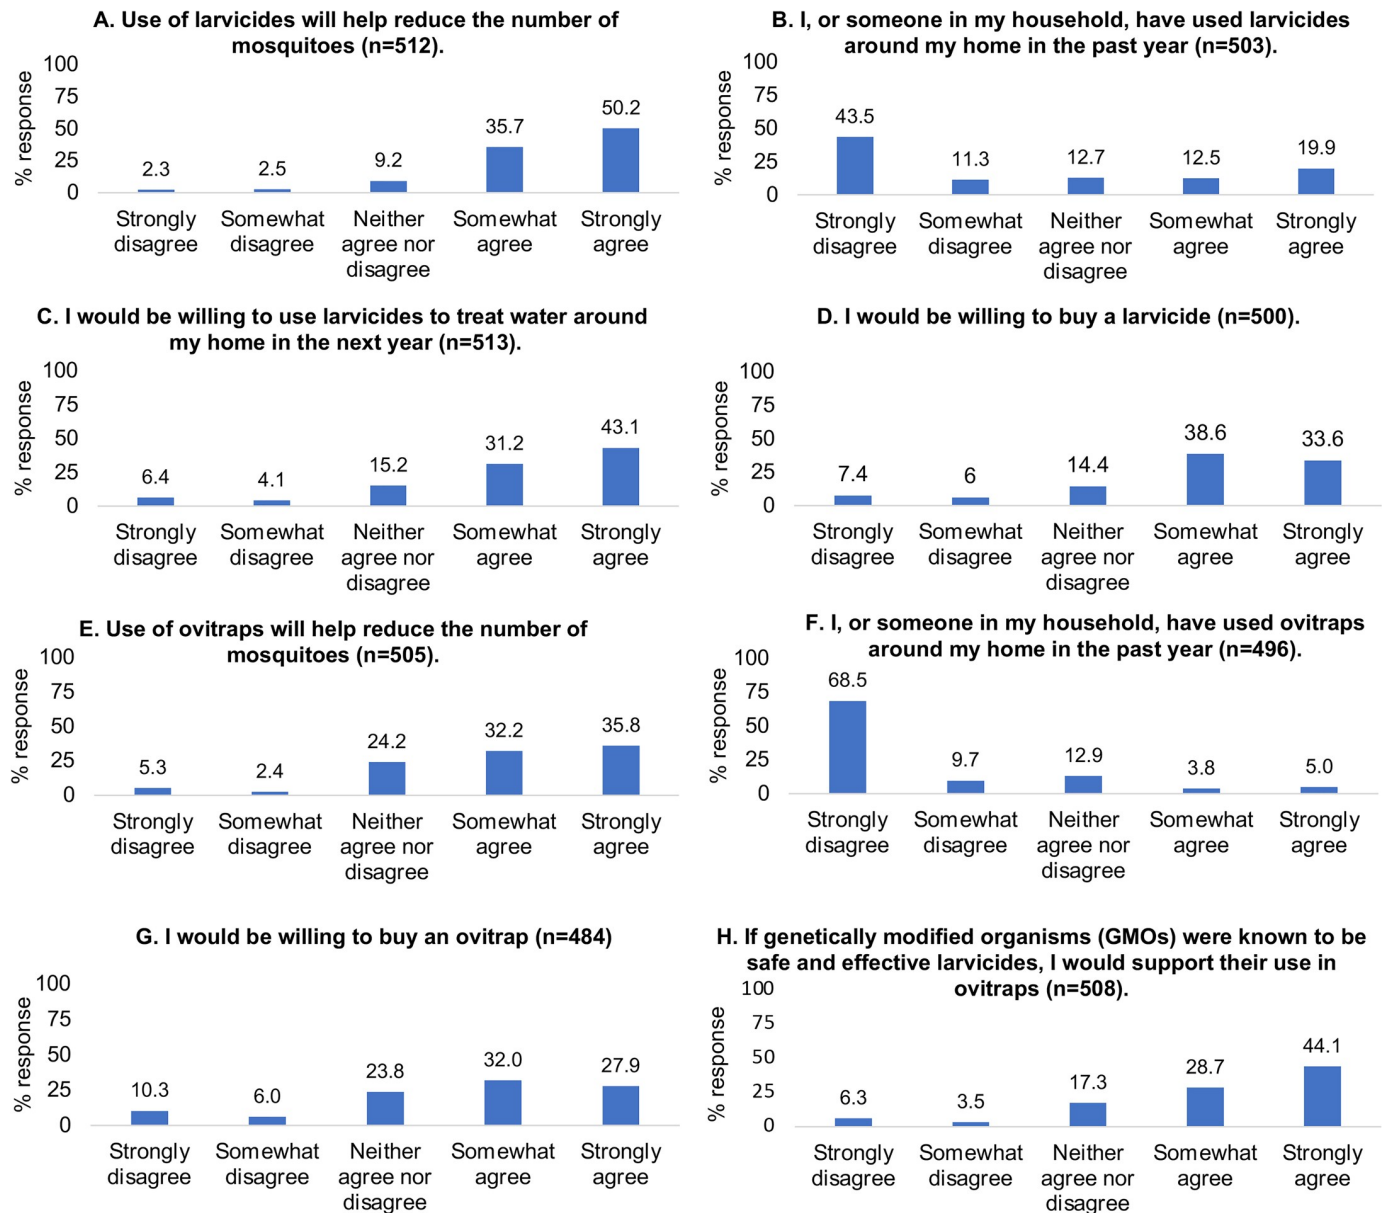 A. Use of larvicides will help reduce the number of
mosquitoes (n=512).
% response
100
75
50
25
0
2.3
2.5
9.2
35.7
50.2
Strongly
disagree
Somewhat
disagree
Neither
agree nor
disagree
Somewhat
agree
Strongly
agree
B. I, or someone in my household, have used larvicides
around my home in the past year (n=503).
% response
100
75
50
25
0
43.5
11.3
12.7
12.5
19.9
Strongly
disagree
Somewhat
disagree
Neither
agree nor
disagree
Somewhat
agree
Strongly
agree
C. I would be willing to use larvicides to treat water around
my home in the next year (n=513).
% response
100
75
50
25
0
6.4
4.1
15.2
31.2
43.1
Strongly
disagree
Somewhat
disagree
Neither
agree nor
disagree
Somewhat
agree
Strongly
agree
D. I would be willing to buy a larvicide (n=500).
% response
100
75
50
25
0
7.4
6
14.4
38.6
33.6
Strongly
disagree
Somewhat
disagree
Neither
agree nor
disagree
Somewhat
agree
Strongly
agree
E. Use of ovitraps will help reduce the number of
mosquitoes (n=505).
% response
100
75
50
25
0
5.3
2.4
24.2
32.2
35.8
Strongly
disagree
Somewhat
disagree
Neither
agree nor
disagree
Somewhat
agree
Strongly
agree
F. I, or someone in my household, have used ovitraps
around my home in the past year (n=496).
% response
100
75
50
25
0
68.5
9.7
12.9
3.8
5.0
Strongly
disagree
Somewhat
disagree
Neither
agree nor
disagree
Somewhat
agree
Strongly
agree
G. I would be willing to buy an ovitrap (n=484)
% response
100
75
50
25
0
10.3
6.0
23.8
32.0
27.9
Strongly
disagree
Somewhat
disagree
Neither
agree nor
disagree
Somewhat
agree
Strongly
agree
H. If genetically modified organisms (GMOs) were known to be
safe and effective larvicides, I would support their use in
ovitraps (n=508).
% response
100
75
50
25
0
6.3
3.5
17.3
28.7
44.1
Strongly
disagree
Somewhat
disagree
Neither
agree nor
disagree
Somewhat
agree
Strongly
agree